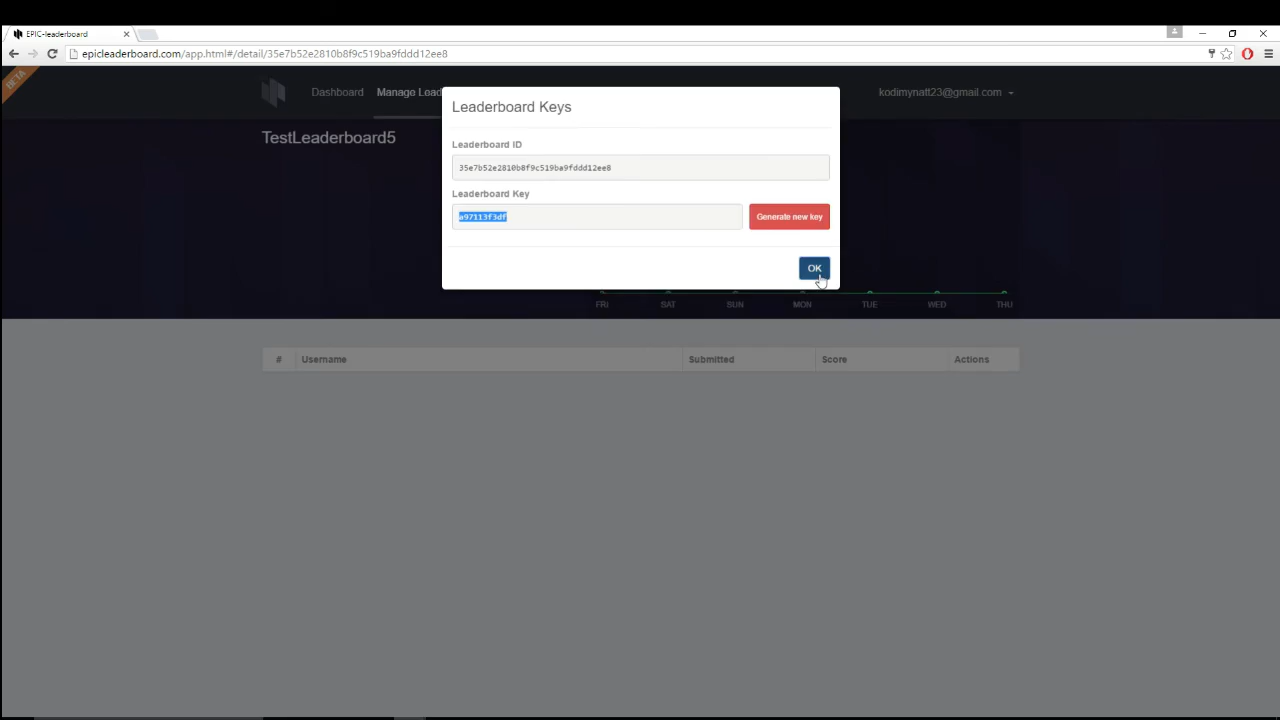 EPIC-leaderboard
epicleaderboard.com/app.html#/detail/35e7b52e2810b8f9c519ba9fddd12ee8
BETA
Dashboard Manage Lead kodimynatt23@gmail.com
TestLeaderboard5
Leaderboard Keys
Leaderboard ID
35e7b52e2810b8f9c519ba9fddd12ee8
Leaderboard Key
a97113f3df Generate new key
OK
FRI SAT SUN MON TUE WED THU
# Username Submitted Score Actions